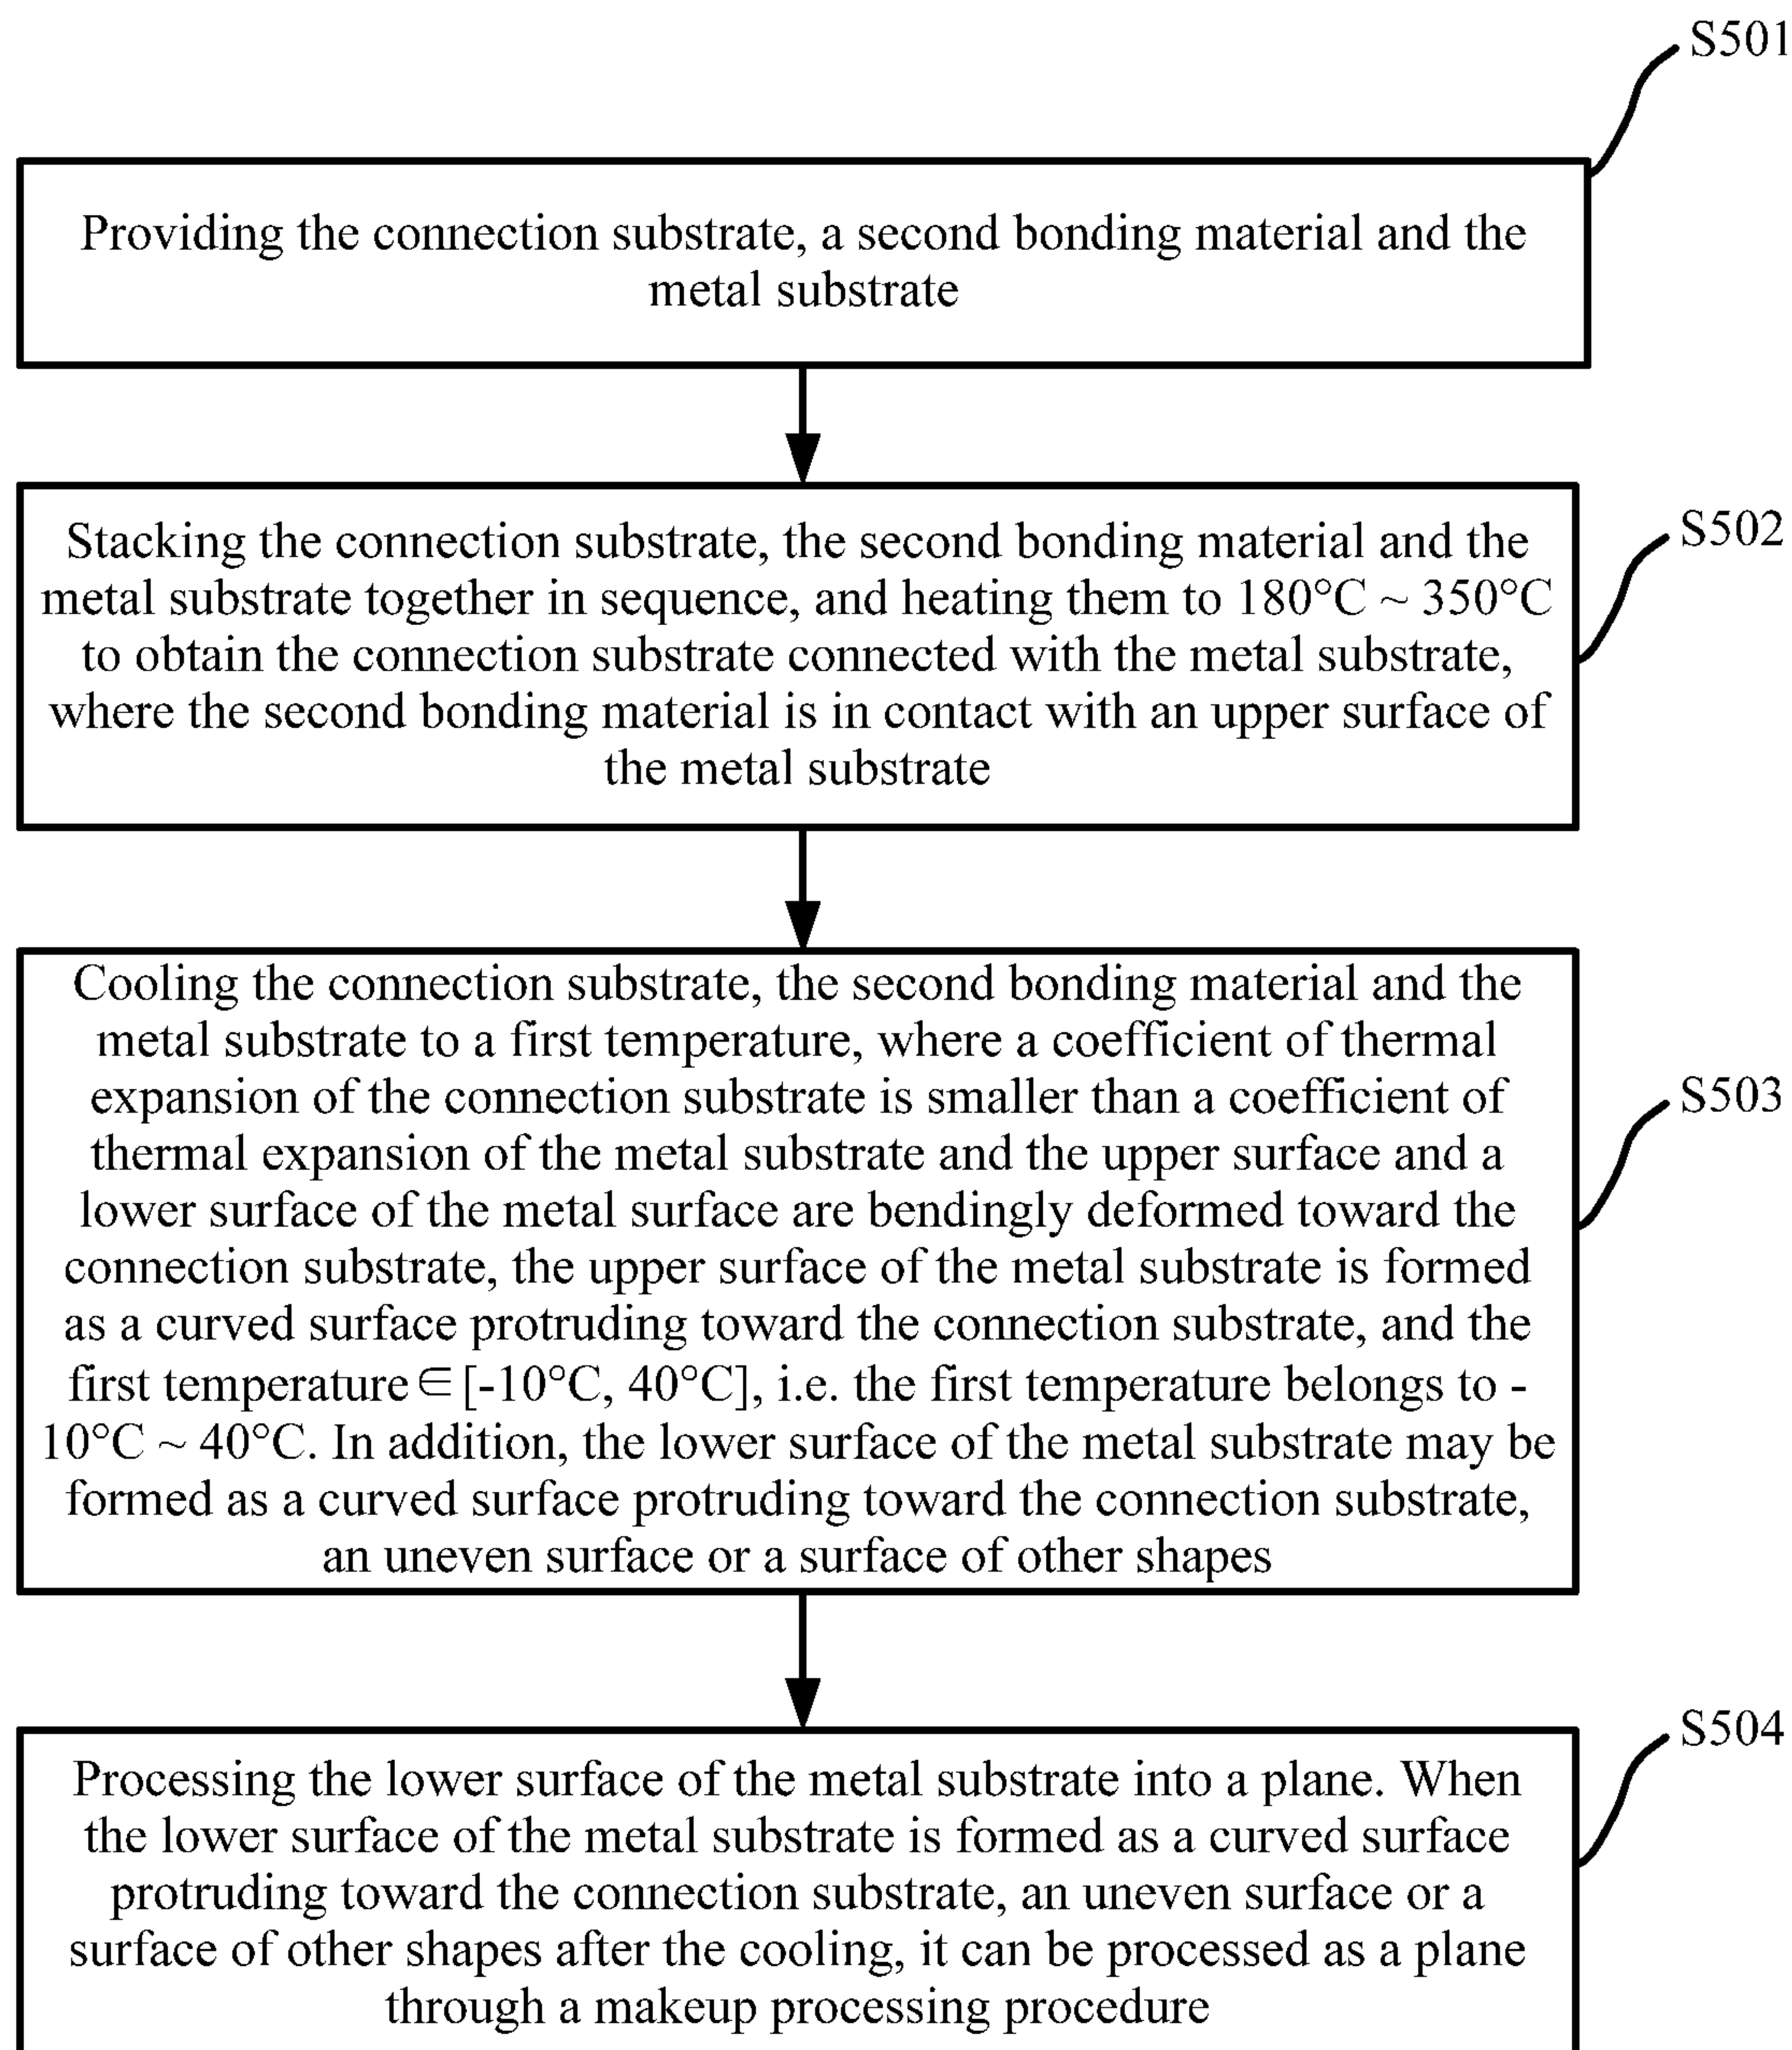 S501
Providing the connection substrate, a second bonding material and the
metal substrate
S502
Stacking the connection substrate, the second bonding material and the
metal substrate together in sequence, and heating them to 180°C ~ 350°C
to obtain the connection substrate connected with the metal substrate,
where the second bonding material is in contact with an upper surface of
the metal substrate
S503
Cooling the connection substrate, the second bonding material and the
metal substrate to a first temperature, where a coefficient of thermal
expansion of the connection substrate is smaller than a coefficient of
thermal expansion of the metal substrate and the upper surface and a
lower surface of the metal surface are bendingly deformed toward the
connection substrate, the upper surface of the metal substrate is formed
as a curved surface protruding toward the connection substrate, and the
first temperature∈[-10°C, 40°C], i.e. the first temperature belongs to -
10°C ~ 40°C. In addition, the lower surface of the metal substrate may be
formed as a curved surface protruding toward the connection substrate,
an uneven surface or a surface of other shapes
S504
Processing the lower surface of the metal substrate into a plane. When
the lower surface of the metal substrate is formed as a curved surface
protruding toward the connection substrate, an uneven surface or a
surface of other shapes after the cooling, it can be processed as a plane
through a makeup processing procedure